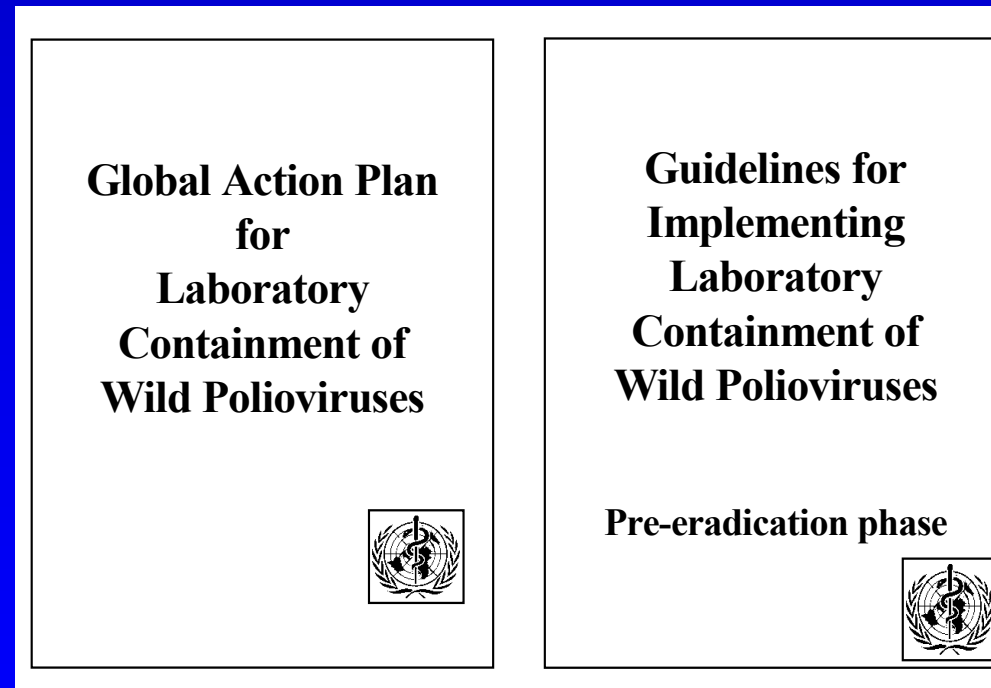 Global Action Plan
for
Laboratory
Containment of
Wild Polioviruses
Guidelines for
Implementing
Laboratory
Containment of
Wild Polioviruses
Pre-eradication phase